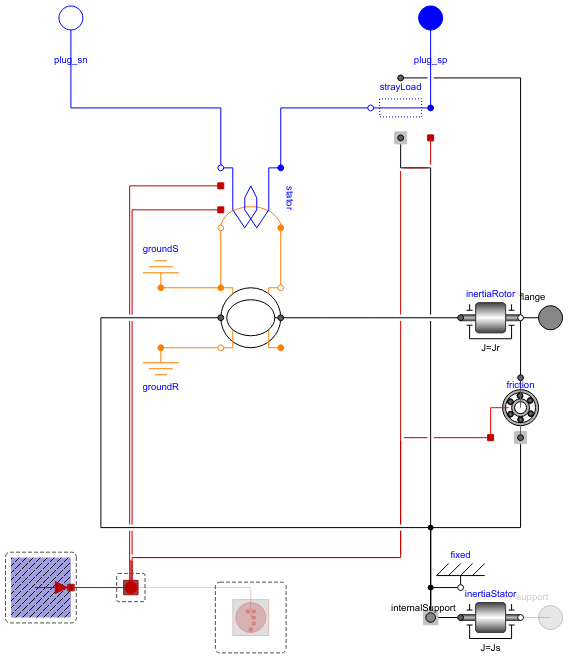 plug_sn
plug_sp
strayLoad
stator
groundS
inertiaRotor
flange
J=Jr
groundR
friction
fixed
inertiaStator
support
internalSupport
J=Js